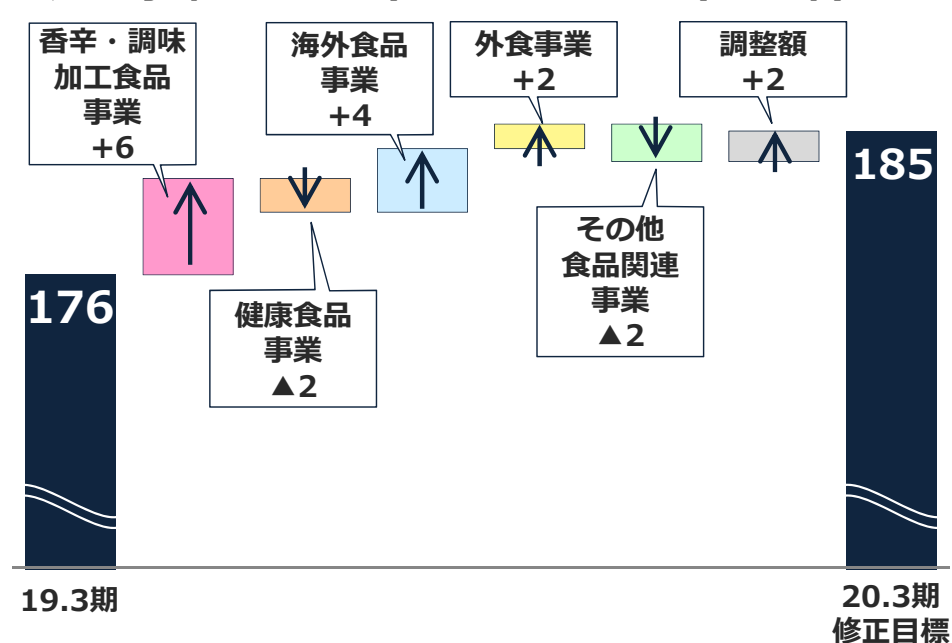 香辛・調味
加工食品
事業
+6
海外食品
事業
+4
外食事業
+2
調整額
+2
185
その他
食品関連
事業
▲2
176
健康食品
事業
▲2
19.3期
20.3期
修正目標